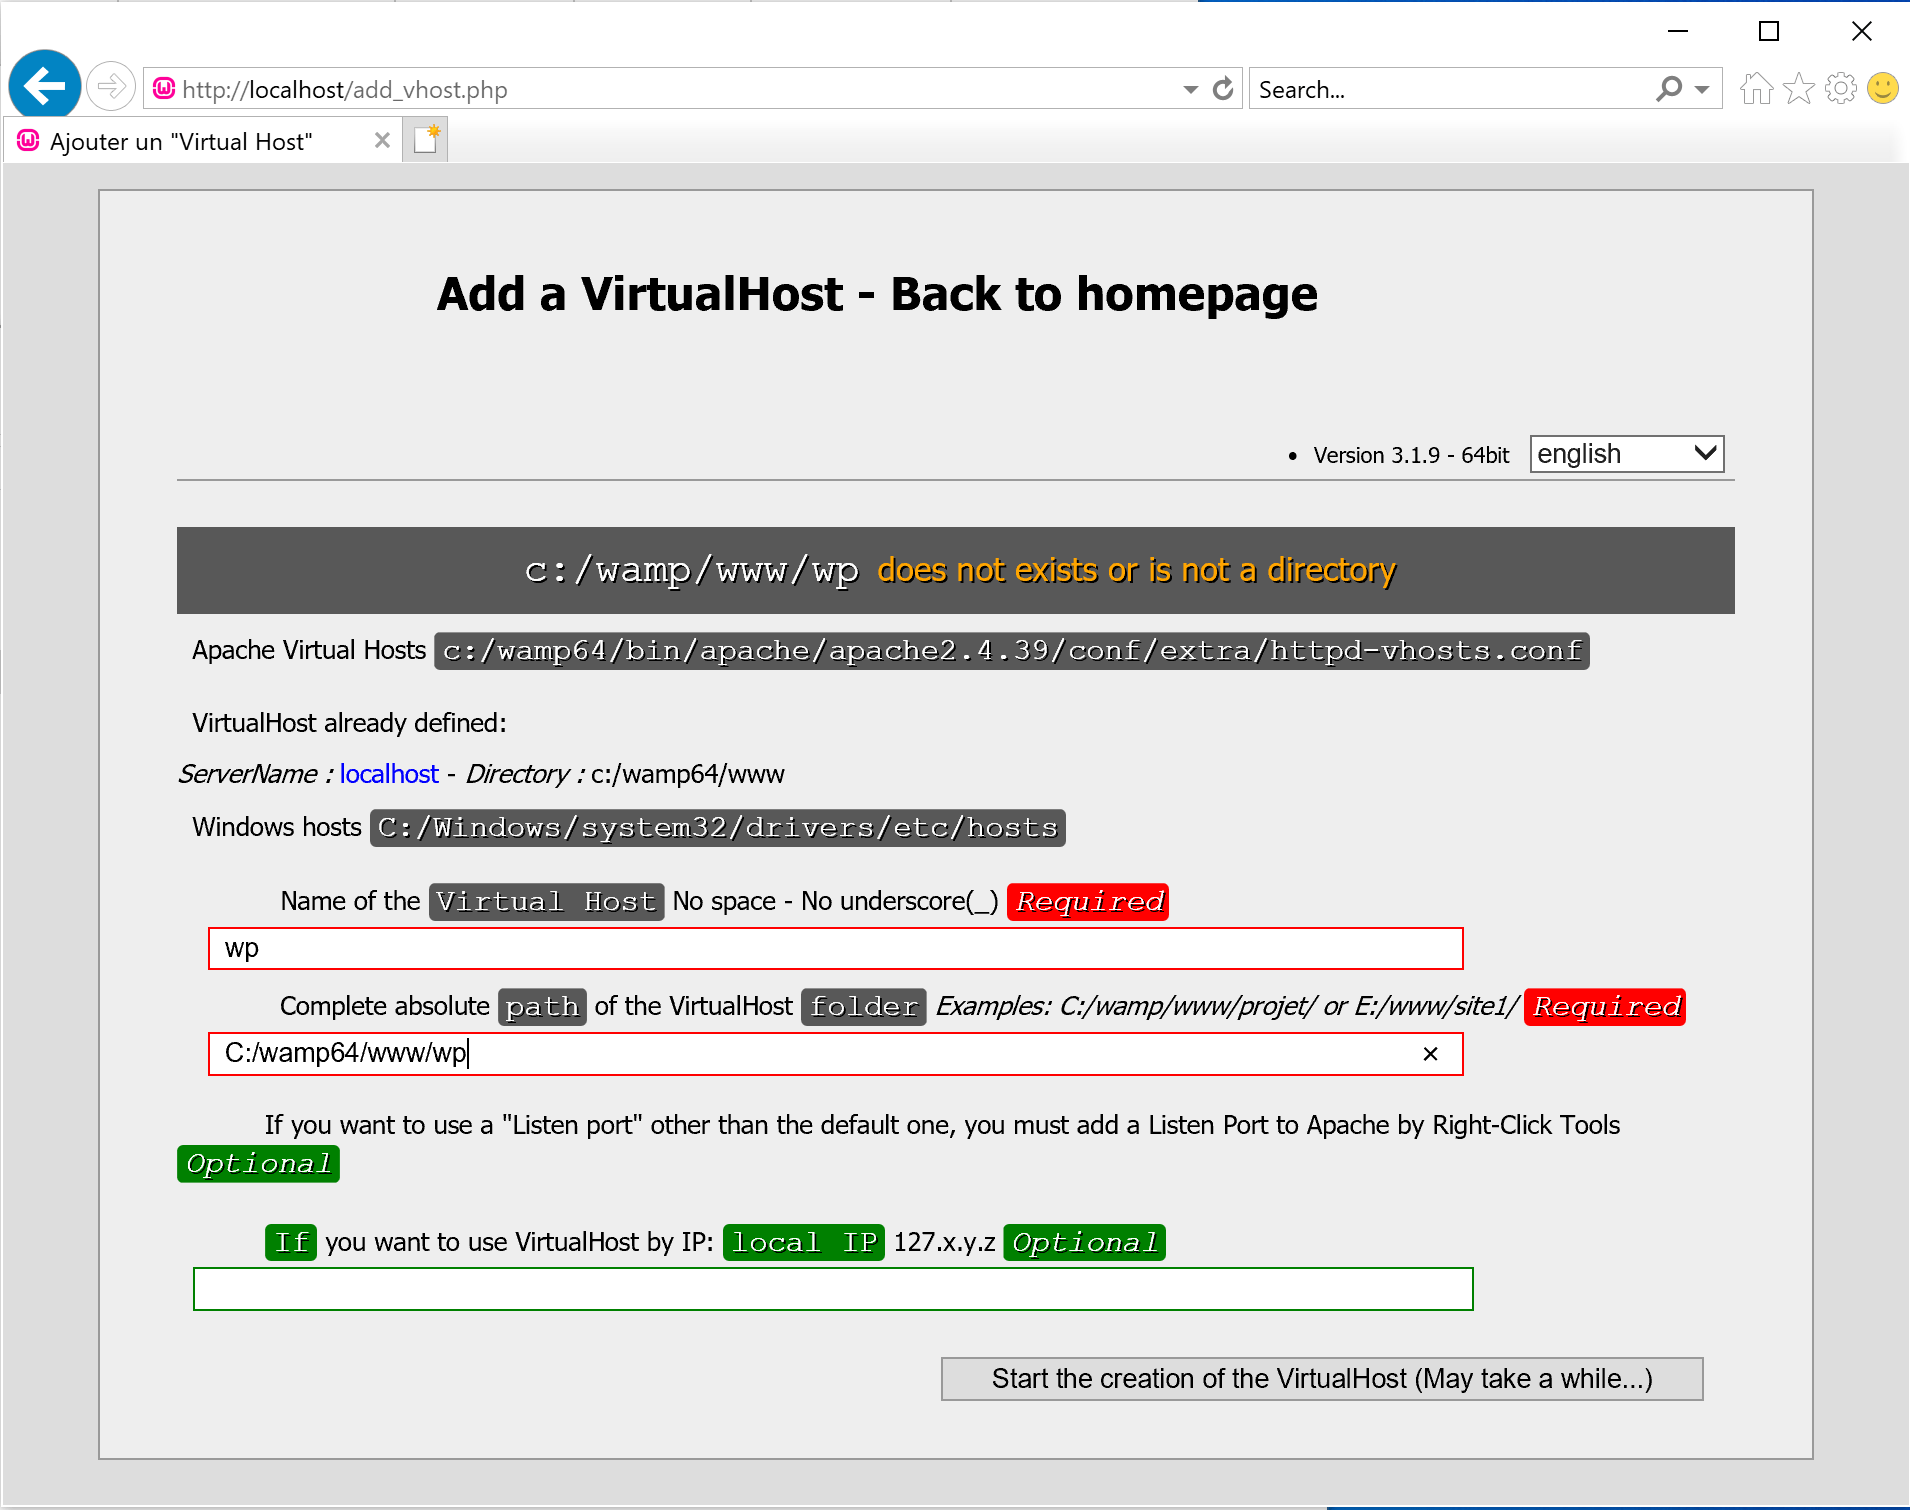 http://localhost/add_vhost.php
Search...
Ajouter un "Virtual Host"
Add a VirtualHost - Back to homepage
• Version 3.1.9 - 64bit english
c:/wamp/www/wp does not exists or is not a directory
Apache Virtual Hosts c:/wamp64/bin/apache/apache2.4.39/conf/extra/httpd-vhosts.conf
VirtualHost already defined:
ServerName : localhost - Directory : c:/wamp64/www
Windows hosts C:/Windows/system32/drivers/etc/hosts
Name of the Virtual Host No space - No underscore(_) Required
wp
Complete absolute path of the VirtualHost folder Examples: C:/wamp/www/projet/ or E:/www/site1/ Required
C:/wamp64/www/wp
If you want to use a "Listen port" other than the default one, you must add a Listen Port to Apache by Right-Click Tools
Optional
If you want to use VirtualHost by IP: local IP 127.x.y.z Optional
Start the creation of the VirtualHost (May take a while...)